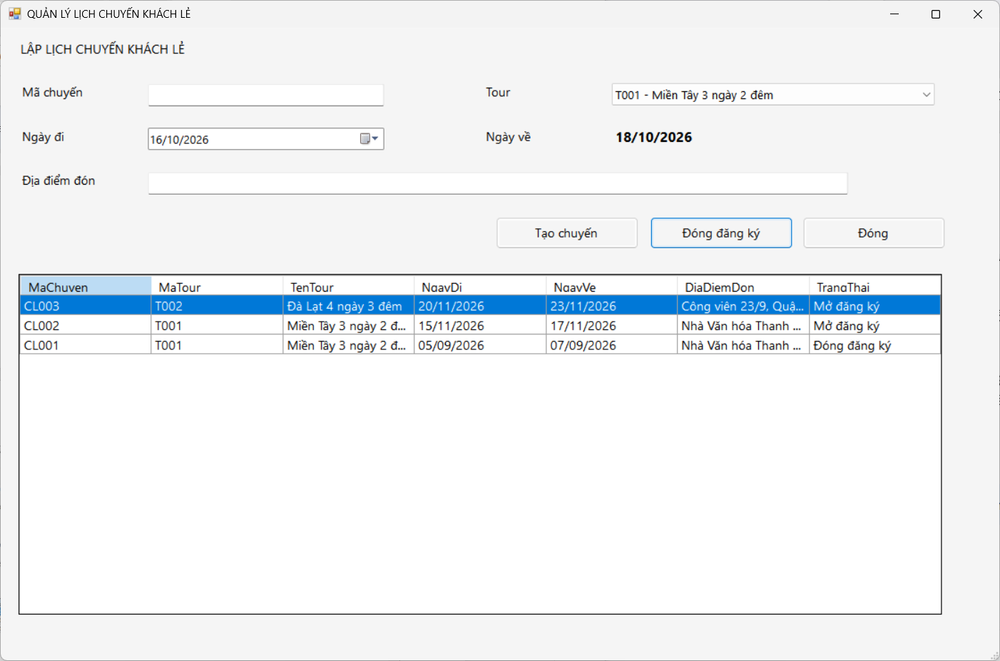 QUẢN LÝ LỊCH CHUYẾN KHÁCH LẺ
LẬP LỊCH CHUYẾN KHÁCH LẺ
Mã chuyến Tour T001 - Miền Tây 3 ngày 2 đêm
Ngày đi 16/10/2026 Ngày về 18/10/2026
Địa điểm đón
Tạo chuyến Đóng đăng ký Đóng
MaChuyen MaTour TenTour NgayDi NgayVe DiaDiemDon TrangThai
CL003 T002 Đà Lạt 4 ngày 3 đêm 20/11/2026 23/11/2026 Công viên 23/9, Quậ... Mở đăng ký
CL002 T001 Miền Tây 3 ngày 2 đ... 15/11/2026 17/11/2026 Nhà Văn hóa Thanh ... Mở đăng ký
CL001 T001 Miền Tây 3 ngày 2 đ... 05/09/2026 07/09/2026 Nhà Văn hóa Thanh ... Đóng đăng ký